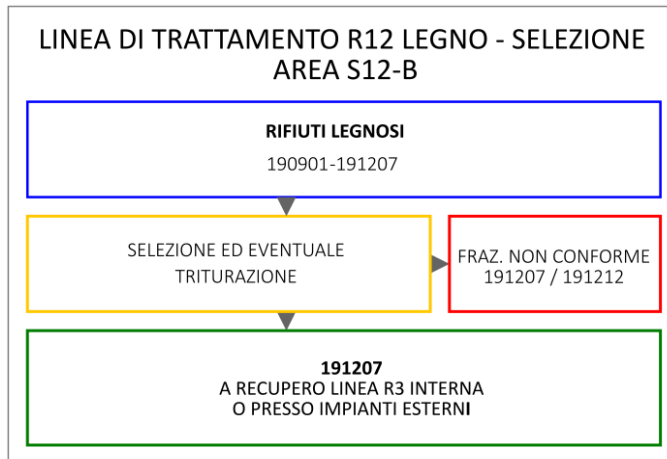 LINEA DI TRATTAMENTO R12 LEGNO - SELEZIONE
AREA S12-B
RIFIUTI LEGNOSI
190901-191207
SELEZIONE ED EVENTUALE
TRITURAZIONE
FRAZ. NON CONFORME
191207 / 191212
191207
A RECUPERO LINEA R3 INTERNA
O PRESSO IMPIANTI ESTERNI